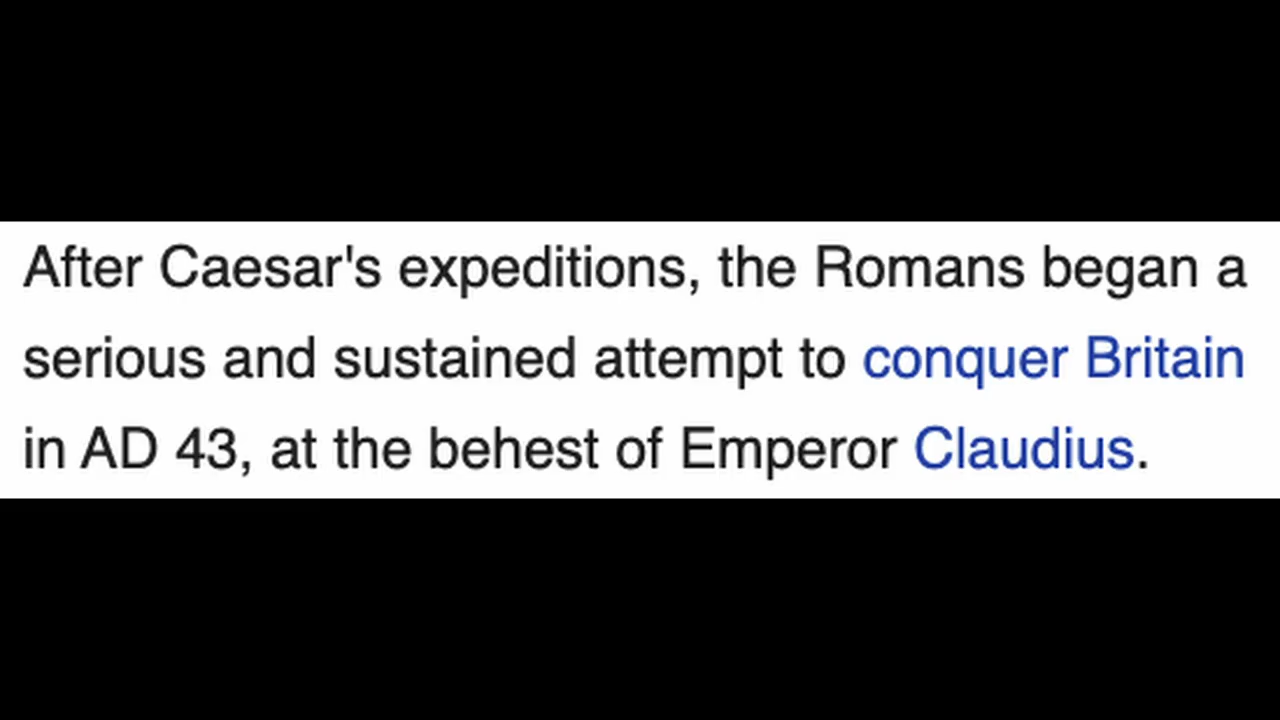 After Caesar's expeditions, the Romans began a
serious and sustained attempt to conquer Britain
in AD 43, at the behest of Emperor Claudius.